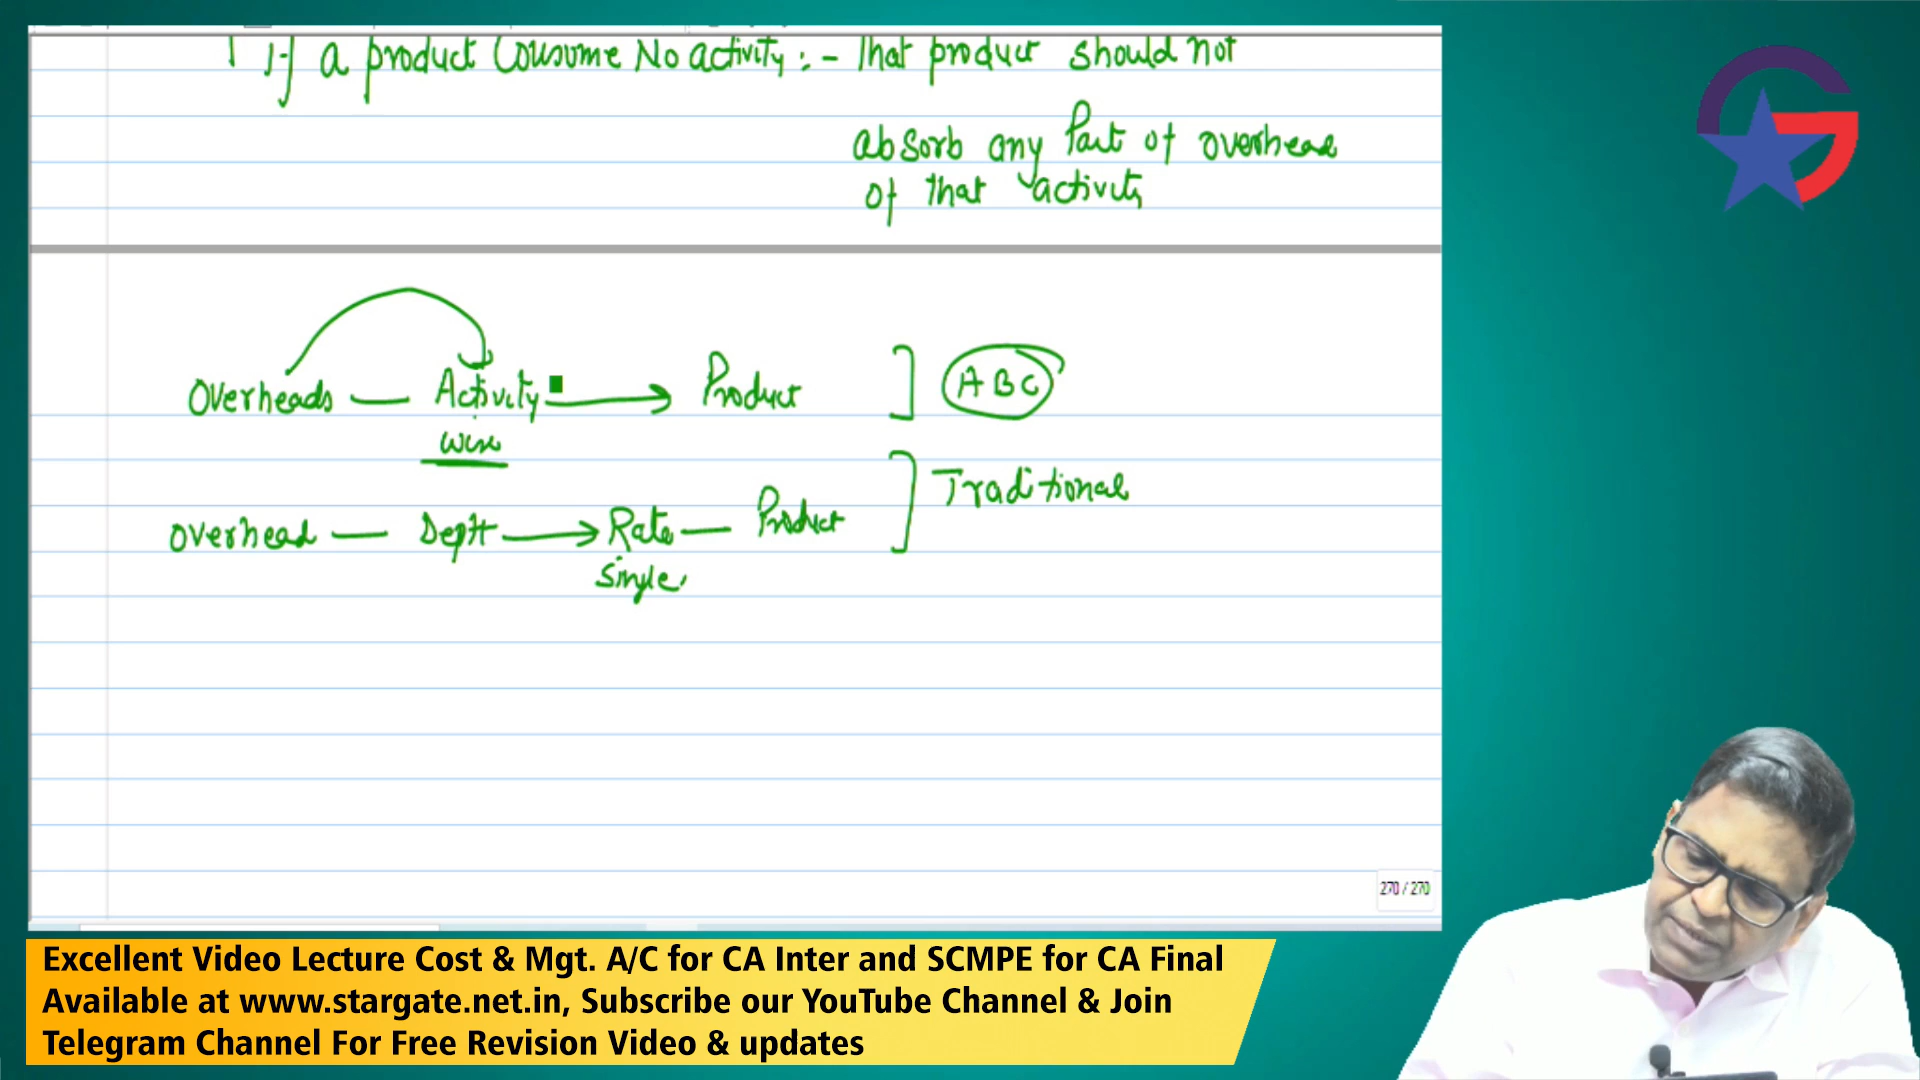 If a product Consume No activity :- That product should not
absorb any Part of overhead
of that activity
Overheads — Activity → Product ] ABC
wise
overhead — Deptt → Rate — Product ] Traditional
Single
270 / 270
Excellent Video Lecture Cost & Mgt. A/C for CA Inter and SCMPE for CA Final
Available at www.stargate.net.in, Subscribe our YouTube Channel & Join
Telegram Channel For Free Revision Video & updates